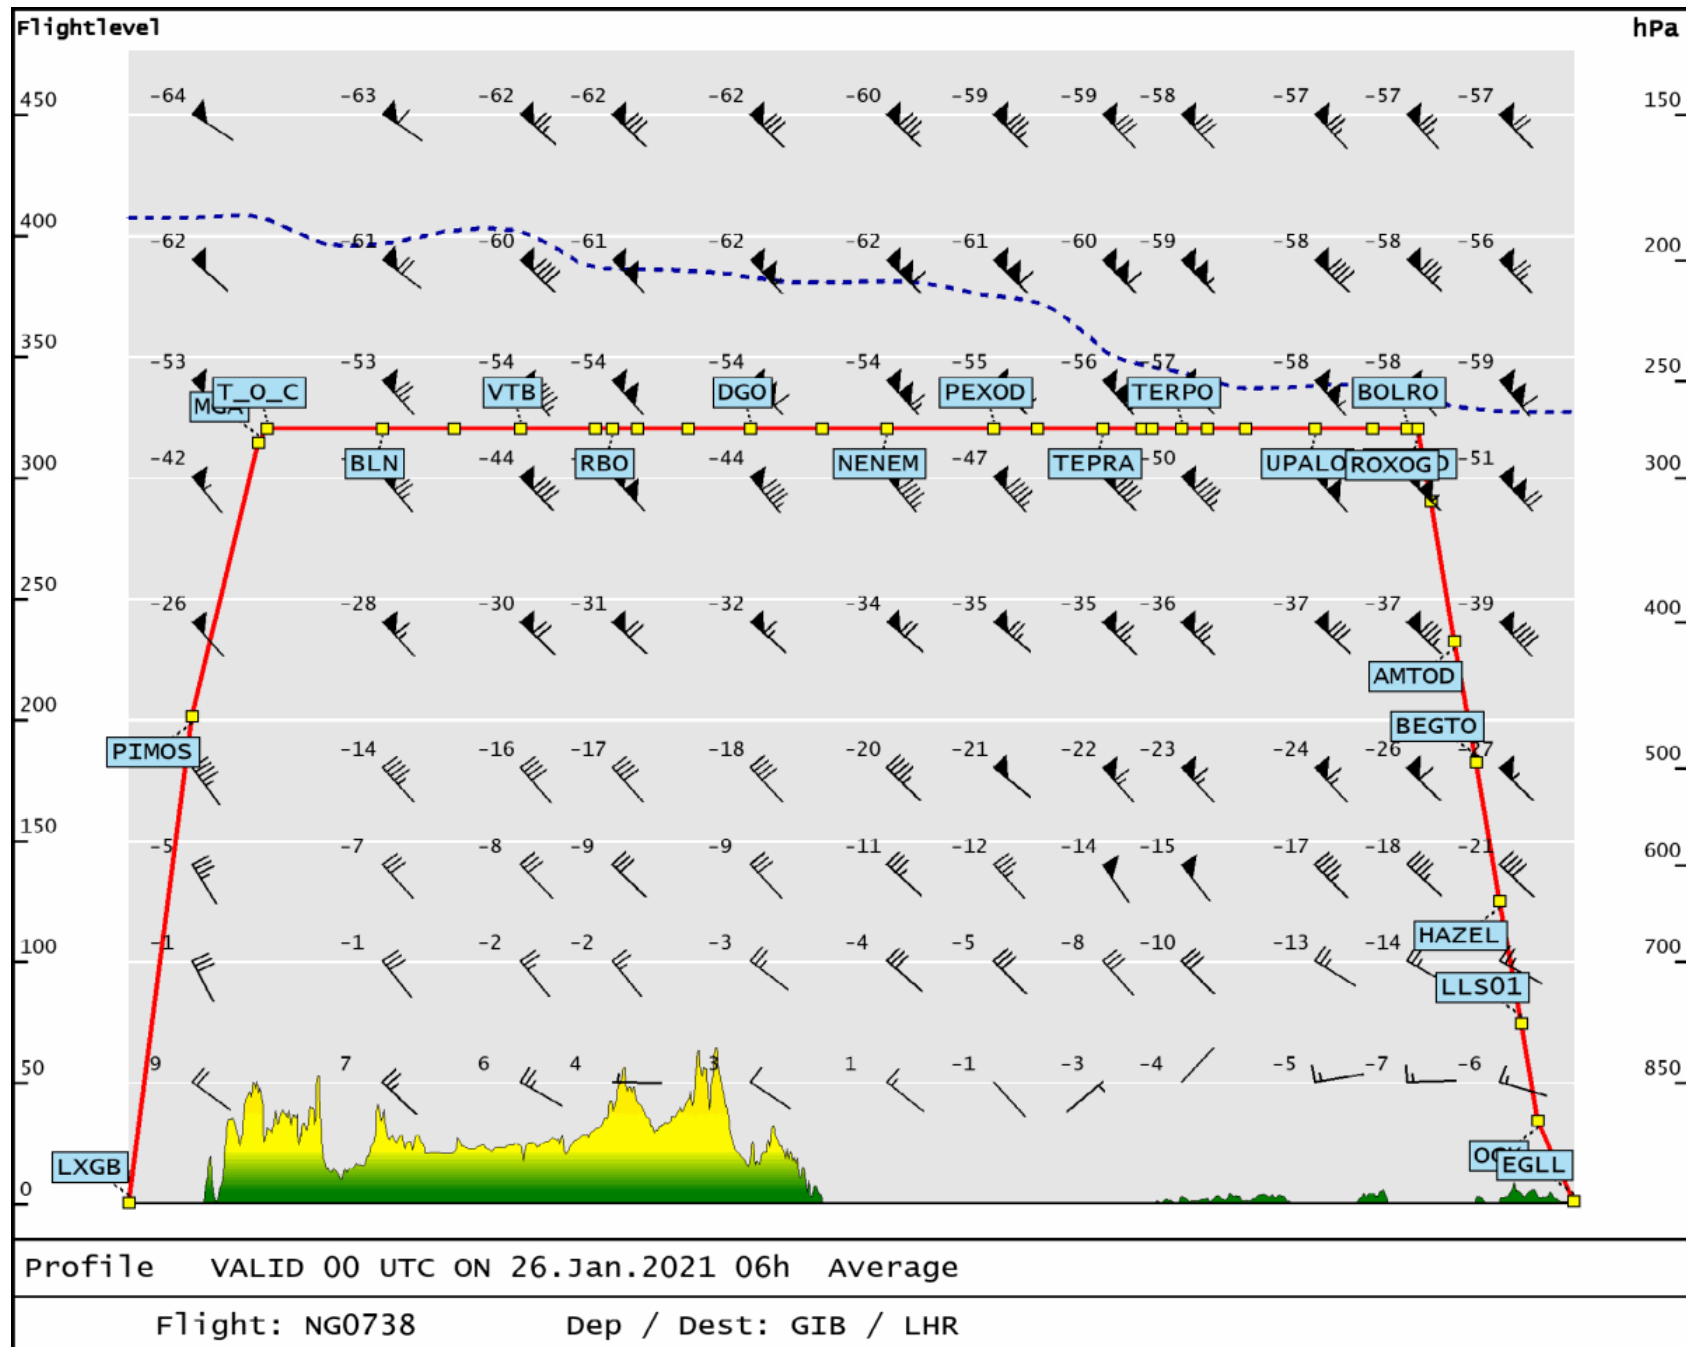 Flightlevel hPa
450 -64 -63 -62 -62 -62 -60 -59 -59 -58 -57 -57 -57 150
400
-62 -61 -60 -61 -62 -62 -61 -60 -59 -58 -58 -56 200
350
-53 -53 -54 -54 -54 -54 -55 -56 -57 -58 -58 -59 250
T_O_C VTB DGO PEXOD TERPO BOLRO
MGA
300 -42 BLN -44 RBO -44 NENEM -47 TEPRA -50 UPALO ROXOG -51 300
250
-26 -28 -30 -31 -32 -34 -35 -35 -36 -37 -37 -39 400
AMTOD
200
BEGTO
PIMOS -14 -16 -17 -18 -20 -21 -22 -23 -24 -26 500
150
-5 -7 -8 -9 -9 -11 -12 -14 -15 -17 -18 -21 600
HAZEL
100 -1 -1 -2 -2 -3 -4 -5 -8 -10 -13 -14 700
LLS01
50 9 7 6 4 3 1 -1 -3 -4 -5 -7 -6 850
LXGB EGLL
0
Profile VALID 00 UTC ON 26.Jan.2021 06h Average
Flight: NG0738 Dep / Dest: GIB / LHR